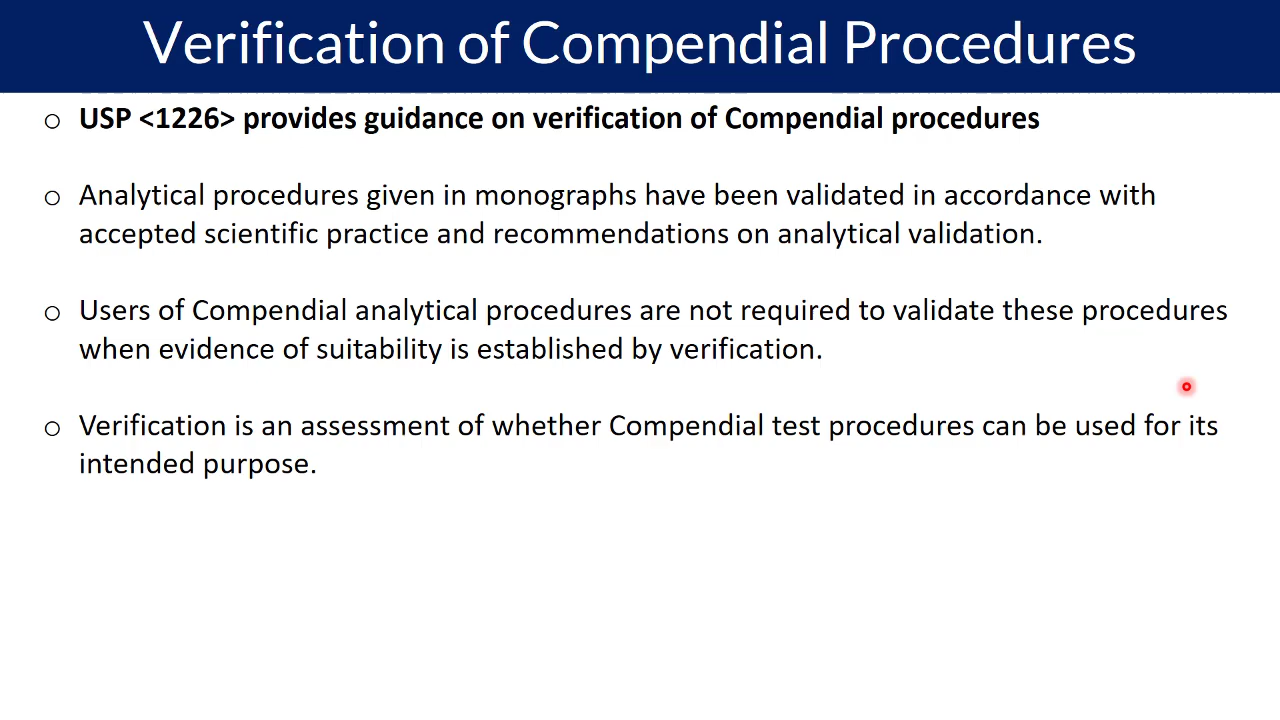 Verification of Compendial Procedures
o USP <1226> provides guidance on verification of Compendial procedures
o Analytical procedures given in monographs have been validated in accordance with
accepted scientific practice and recommendations on analytical validation.
o Users of Compendial analytical procedures are not required to validate these procedures
when evidence of suitability is established by verification.
o Verification is an assessment of whether Compendial test procedures can be used for its
intended purpose.